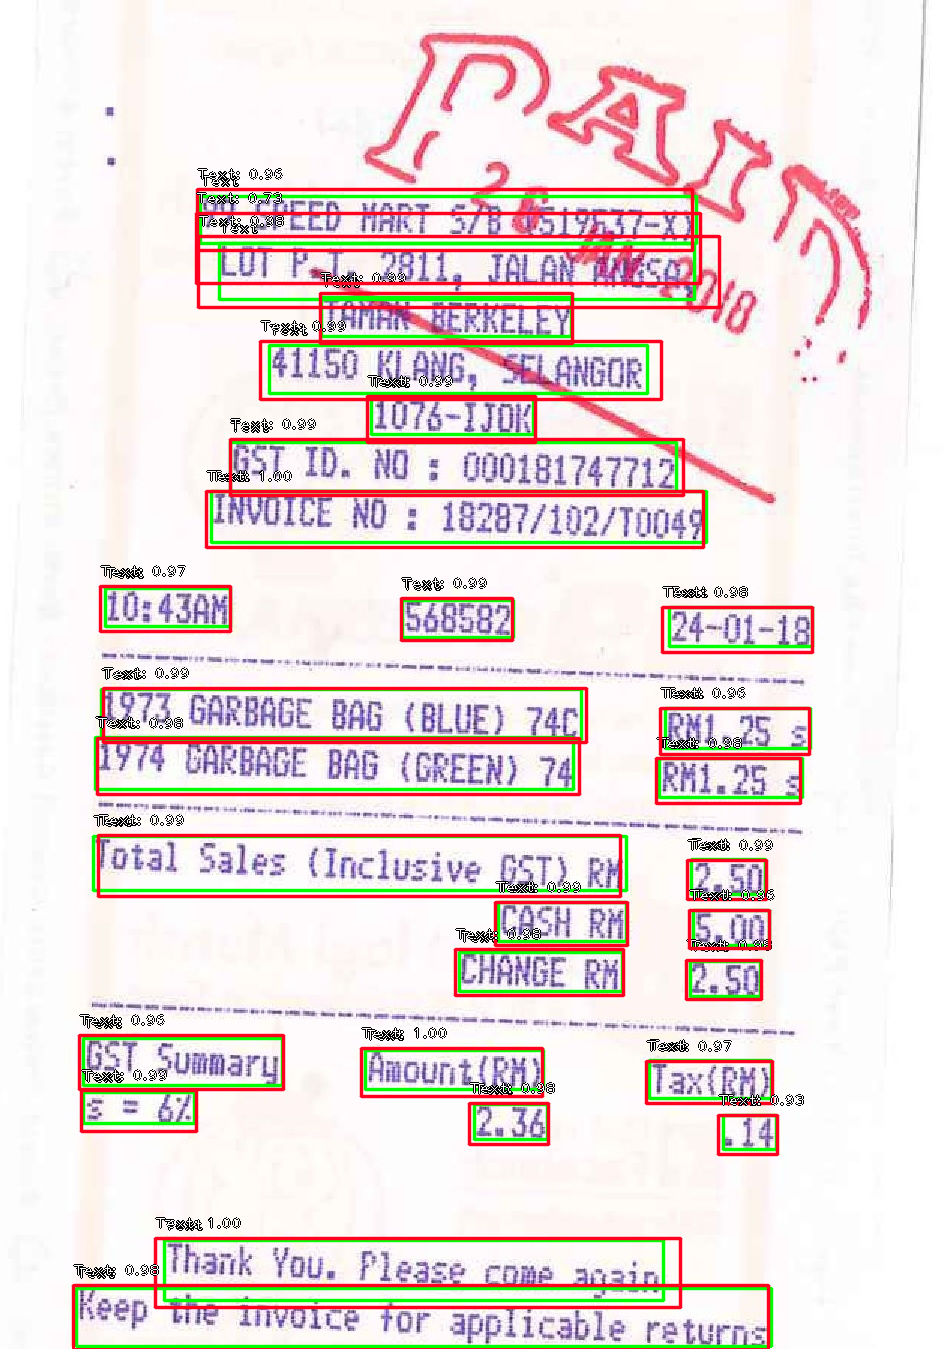 PAID
99 SPEED MART S/B (519537-X)
26 JAN 2018
LOT P.T. 2811, JALAN ANGSA,
TAMAN BERKELEY
41150 KLANG, SELANGOR
1076-IJOK
GST ID. NO : 000181747712
INVOICE NO : 18287/102/T0049
10:43AM 568582 24-01-18
1973 GARBAGE BAG (BLUE) 74C RM1.25 s
1974 GARBAGE BAG (GREEN) 74 RM1.25 s
Total Sales (Inclusive GST) RM 2.50
CASH RM 5.00
CHANGE RM 2.50
GST Summary Amount(RM) Tax(RM)
s = 6% 2.36 .14
Thank You. Please come again
Keep the invoice for applicable returns
Text: 0.96
Text
Text: 0.73
Text: 0.98
Text
Text: 0.99
Text: 0.99
Text
Text: 0.99
Text: 0.99
Text: 1.00
Text: 0.97
Text: 0.99
Text: 0.98
Text: 0.99
Text: 0.96
Text: 0.98
Text: 0.98
Text: 0.99
Text: 0.99
Text: 0.99
Text: 0.96
Text: 0.98
Text: 0.96
Text: 1.00
Text: 0.97
Text: 0.99
Text: 0.98
Text: 0.93
Text: 1.00
Text: 0.98